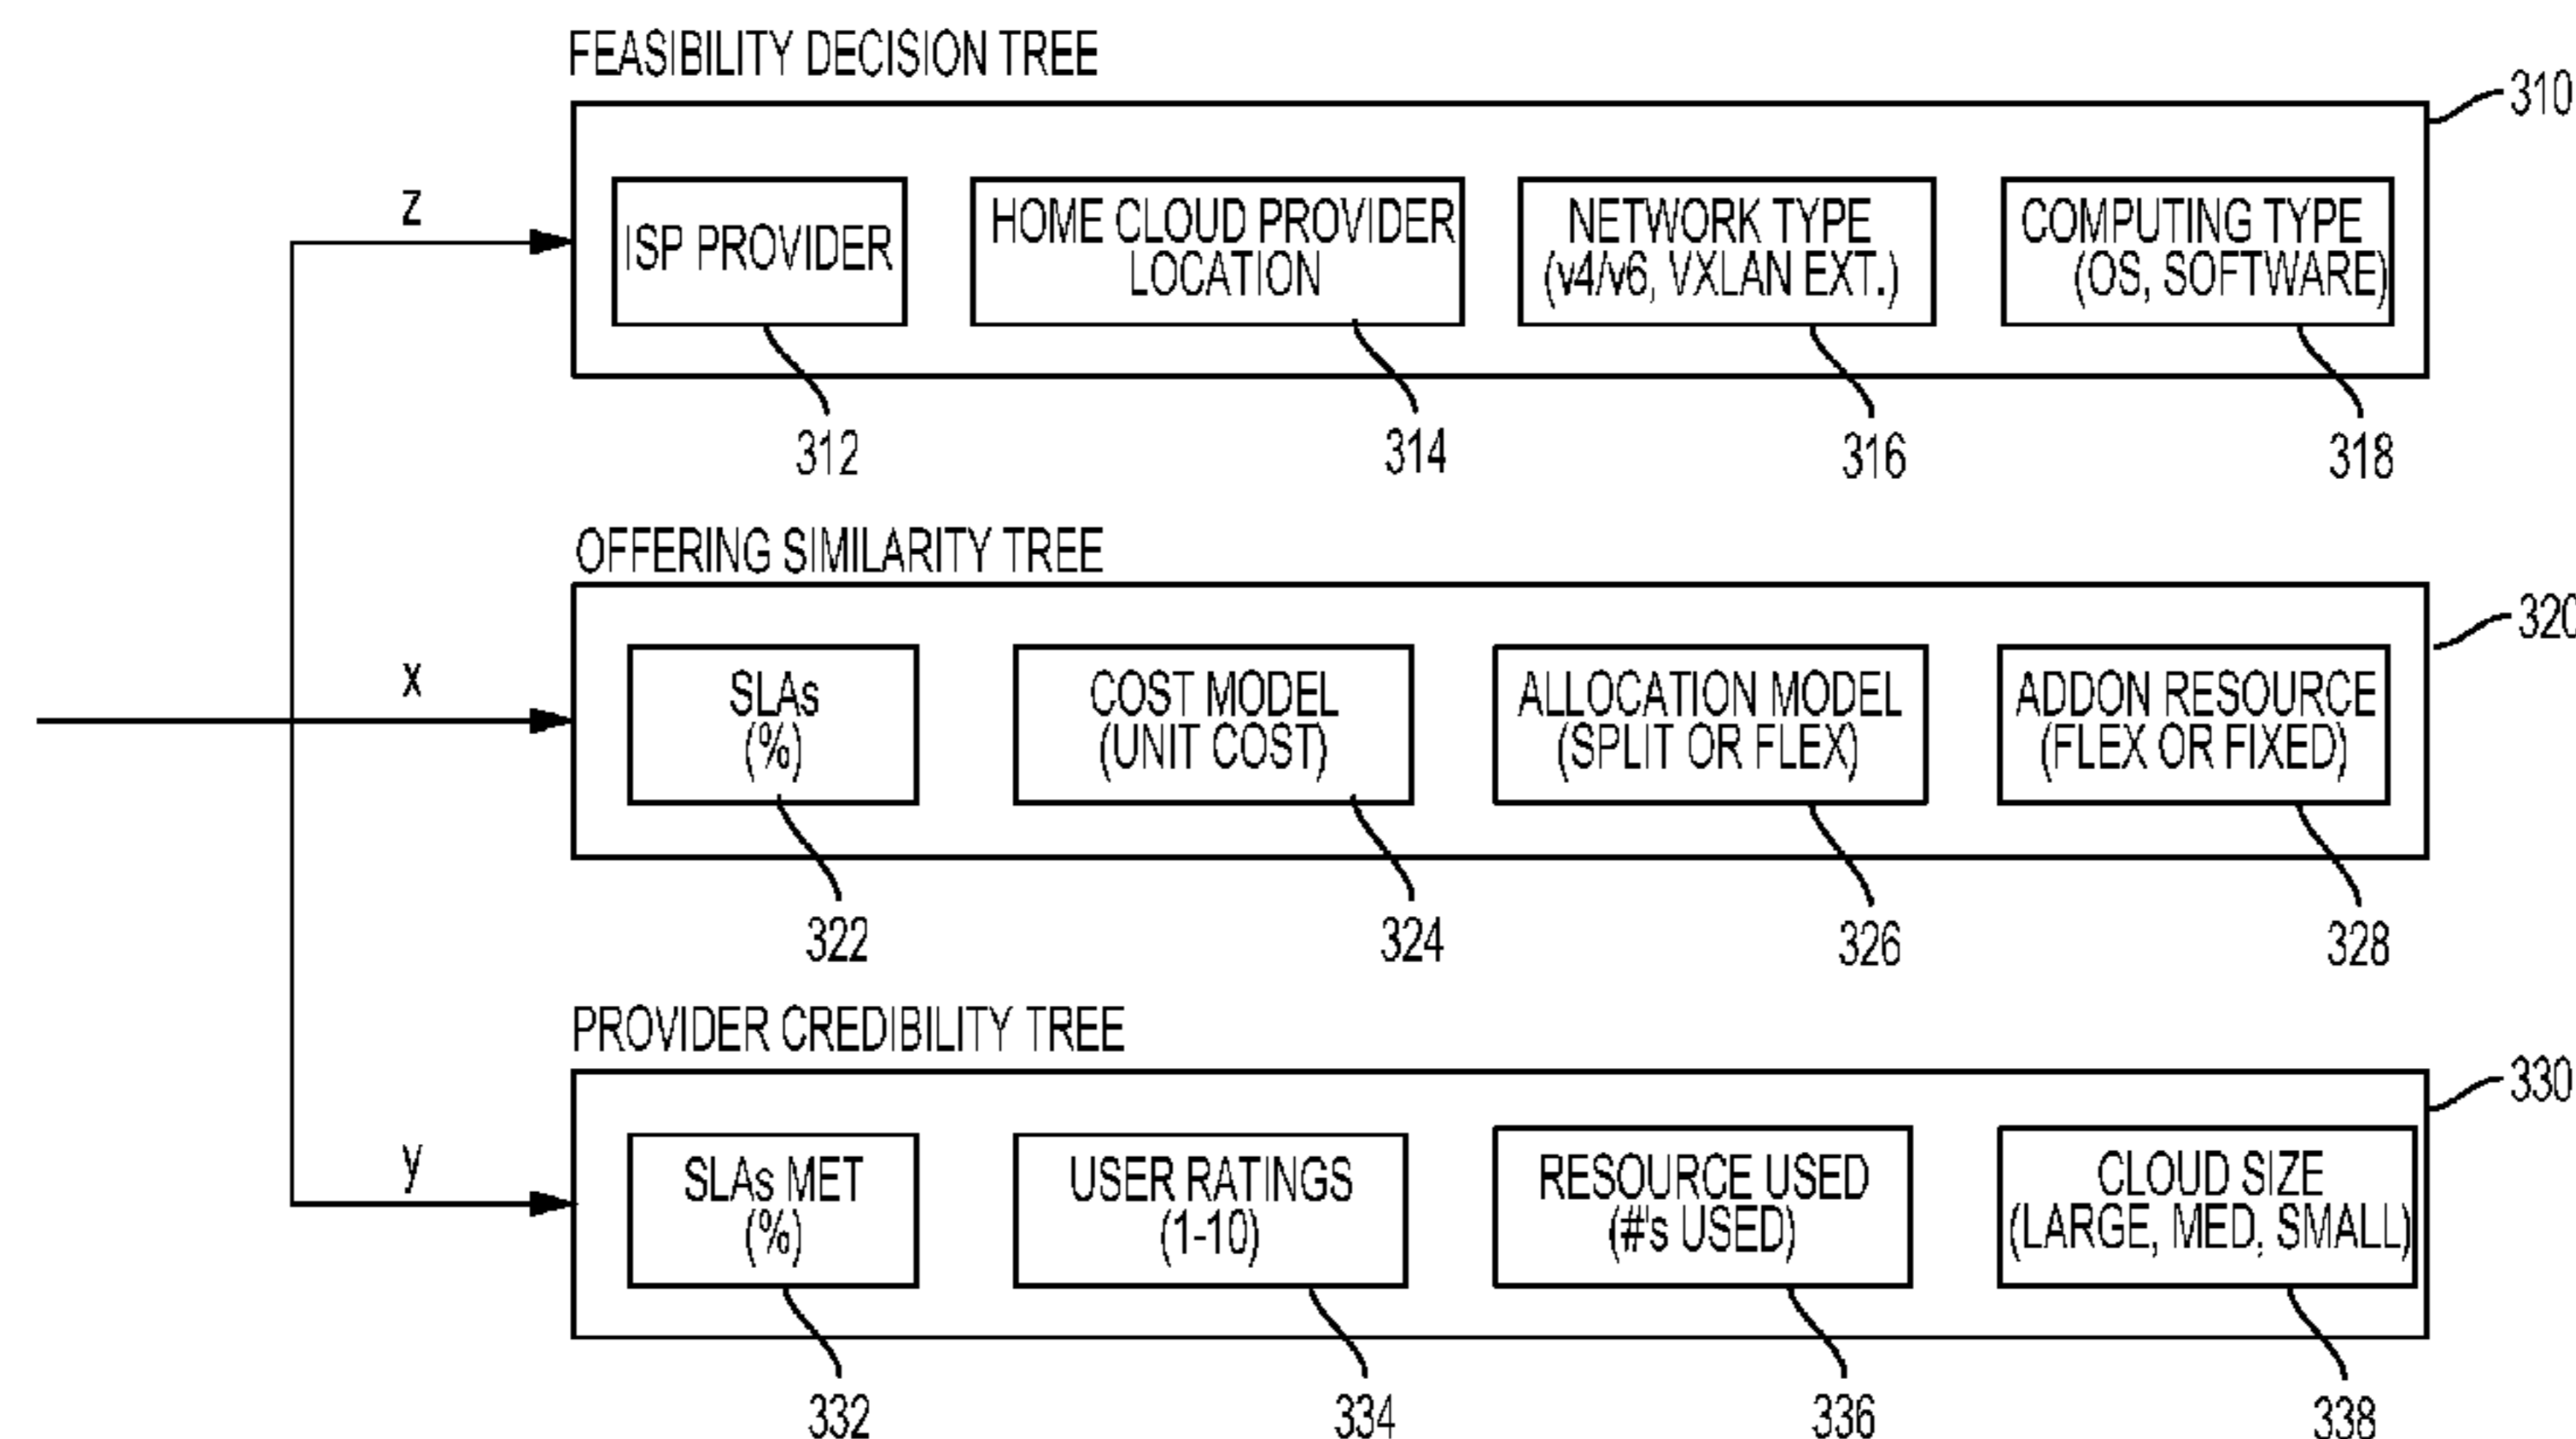 FEASIBILITY DECISION TREE
310
z
ISP PROVIDER
HOME CLOUD PROVIDER
LOCATION
NETWORK TYPE
(v4/v6, VXLAN EXT.)
COMPUTING TYPE
(OS, SOFTWARE)
312
314
316
318
OFFERING SIMILARITY TREE
320
x
SLAs
(%)
COST MODEL
(UNIT COST)
ALLOCATION MODEL
(SPLIT OR FLEX)
ADDON RESOURCE
(FLEX OR FIXED)
322
324
326
328
PROVIDER CREDIBILITY TREE
330
y
SLAs MET
(%)
USER RATINGS
(1-10)
RESOURCE USED
(#'s USED)
CLOUD SIZE
(LARGE, MED, SMALL)
332
334
336
338